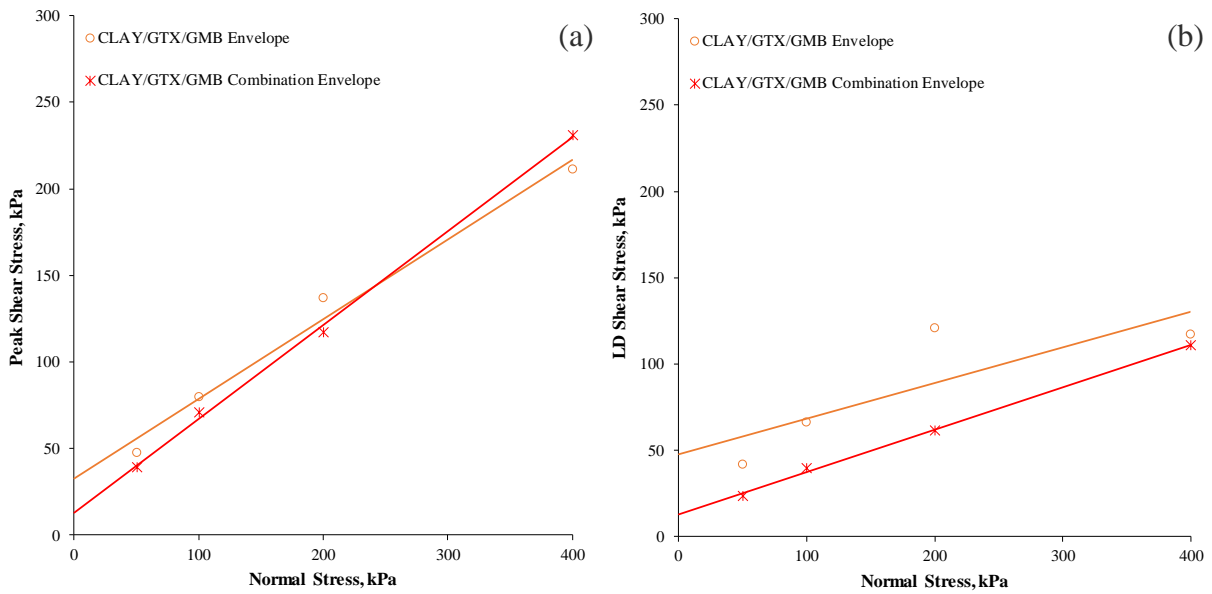 300
250
200
150
100
50
0
Peak Shear Stress, kPa
CLAY/GTX/GMB Envelope
CLAY/GTX/GMB Combination Envelope
(a)
0 100 200 300 400
Normal Stress, kPa
300
250
200
150
100
50
0
LD Shear Stress, kPa
CLAY/GTX/GMB Envelope
CLAY/GTX/GMB Combination Envelope
(b)
0 100 200 300 400
Normal Stress, kPa